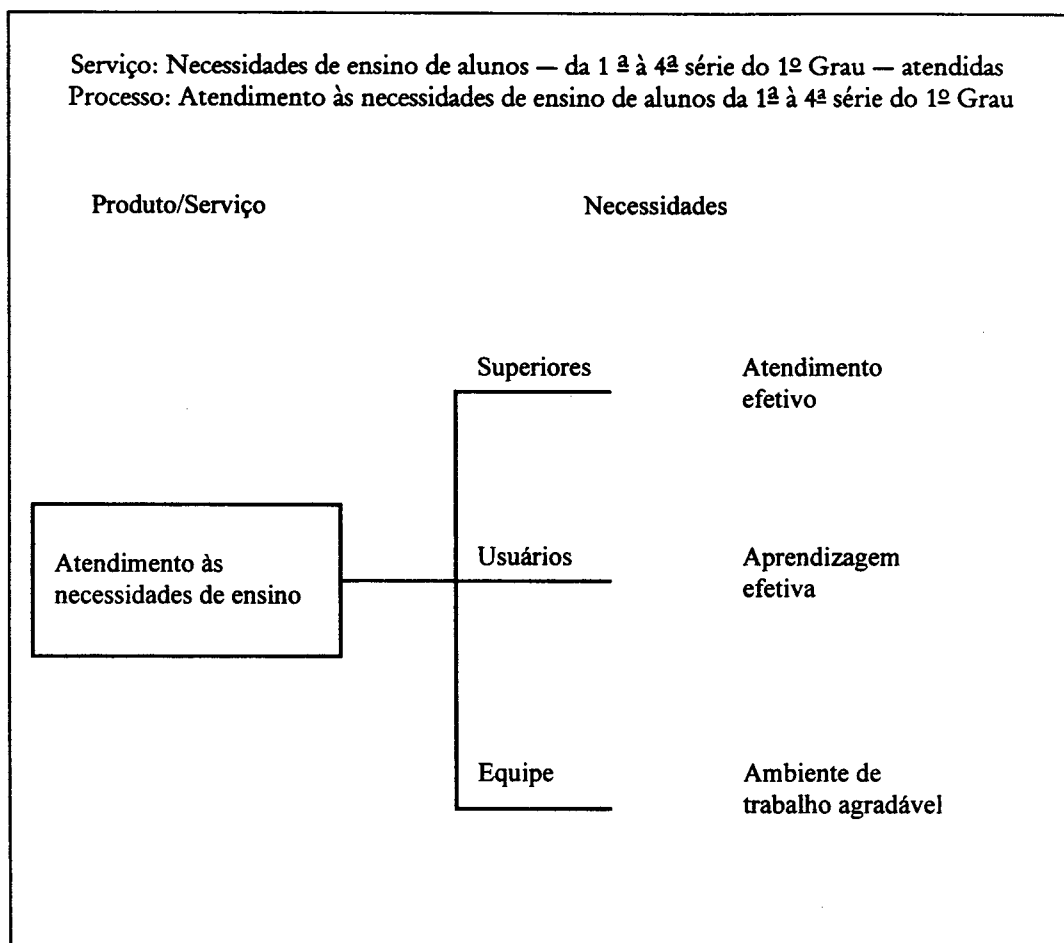 Serviço: Necessidades de ensino de alunos — da 1 ª à 4ª série do 1º Grau — atendidas
Processo: Atendimento às necessidades de ensino de alunos da 1ª à 4ª série do 1º Grau
Produto/Serviço
Necessidades
Superiores
Atendimento
efetivo
Atendimento às
necessidades de ensino
Usuários
Aprendizagem
efetiva
Equipe
Ambiente de
trabalho agradável